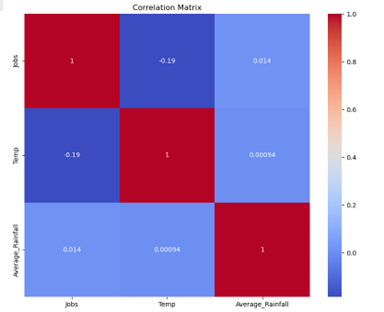 Correlation Matrix
Jobs
1
-0.19
0.014
Temp
-0.19
1
0.00094
Average_Rainfall
0.014
0.00094
1
Jobs
Temp
Average_Rainfall
1.0
0.8
0.6
0.4
0.2
0.0